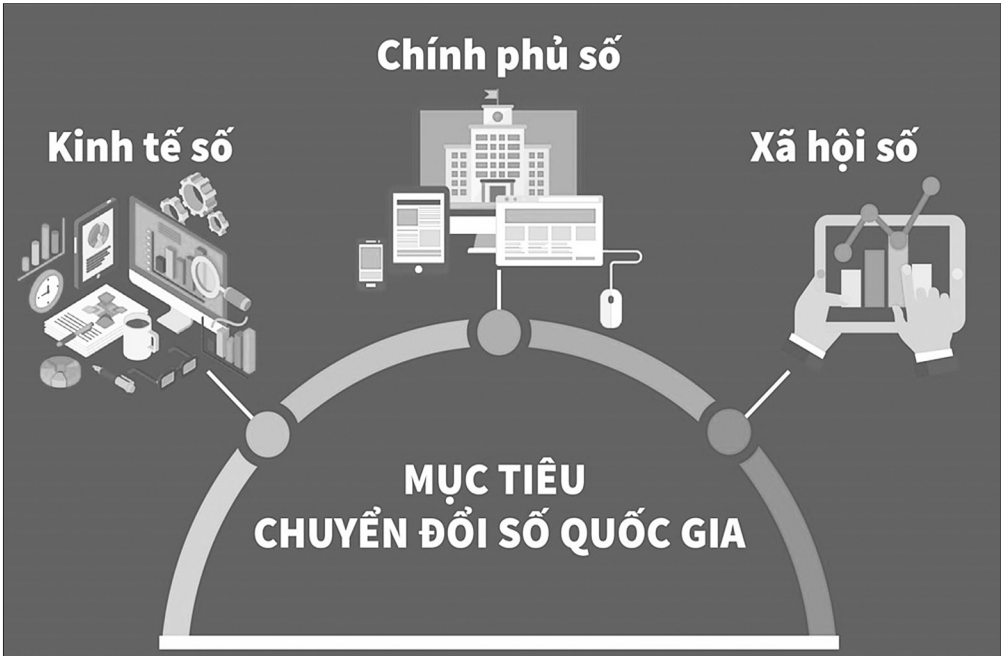 Chính phủ số
Kinh tế số
Xã hội số
MỤC TIÊU
CHUYỂN ĐỔI SỐ QUỐC GIA